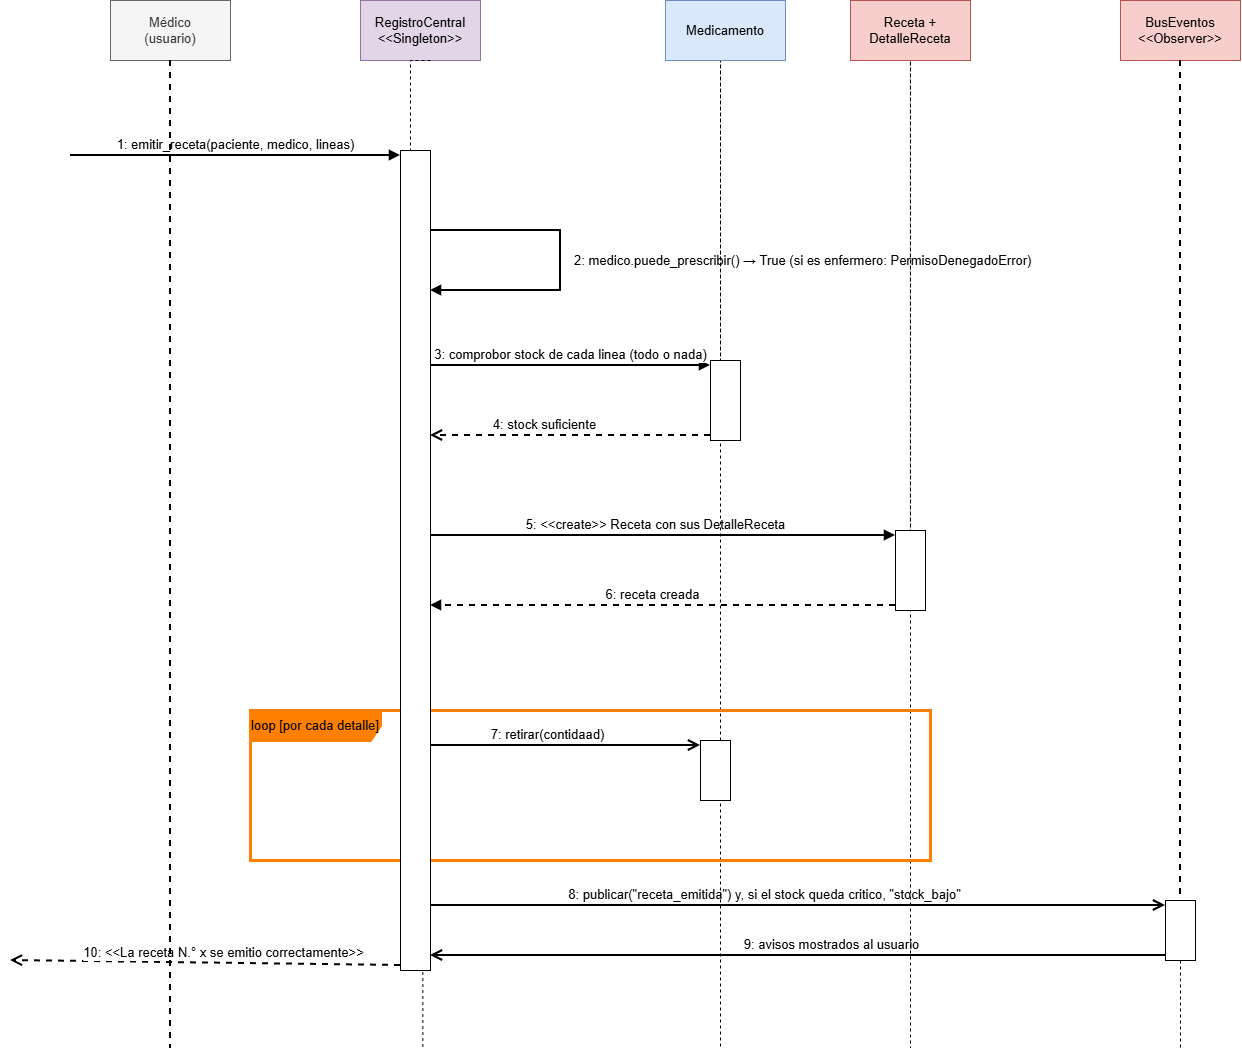 Médico
(usuario)
RegistroCentral
<<Singleton>>
Medicamento
Receta +
DetalleReceta
BusEventos
<<Observer>>
1: emitir_receta(paciente, medico, lineas)
2: medico.puede_prescribir() → True (si es enfermero: PermisoDenegadoError)
3: comprobor stock de cada linea (todo o nada)
4: stock suficiente
5: <<create>> Receta con sus DetalleReceta
6: receta creada
loop [por cada detalle]
7: retirar(contidaad)
8: publicar("receta_emitida") y, si el stock queda critico, "stock_bajo"
9: avisos mostrados al usuario
10: <<La receta N.° x se emitio correctamente>>